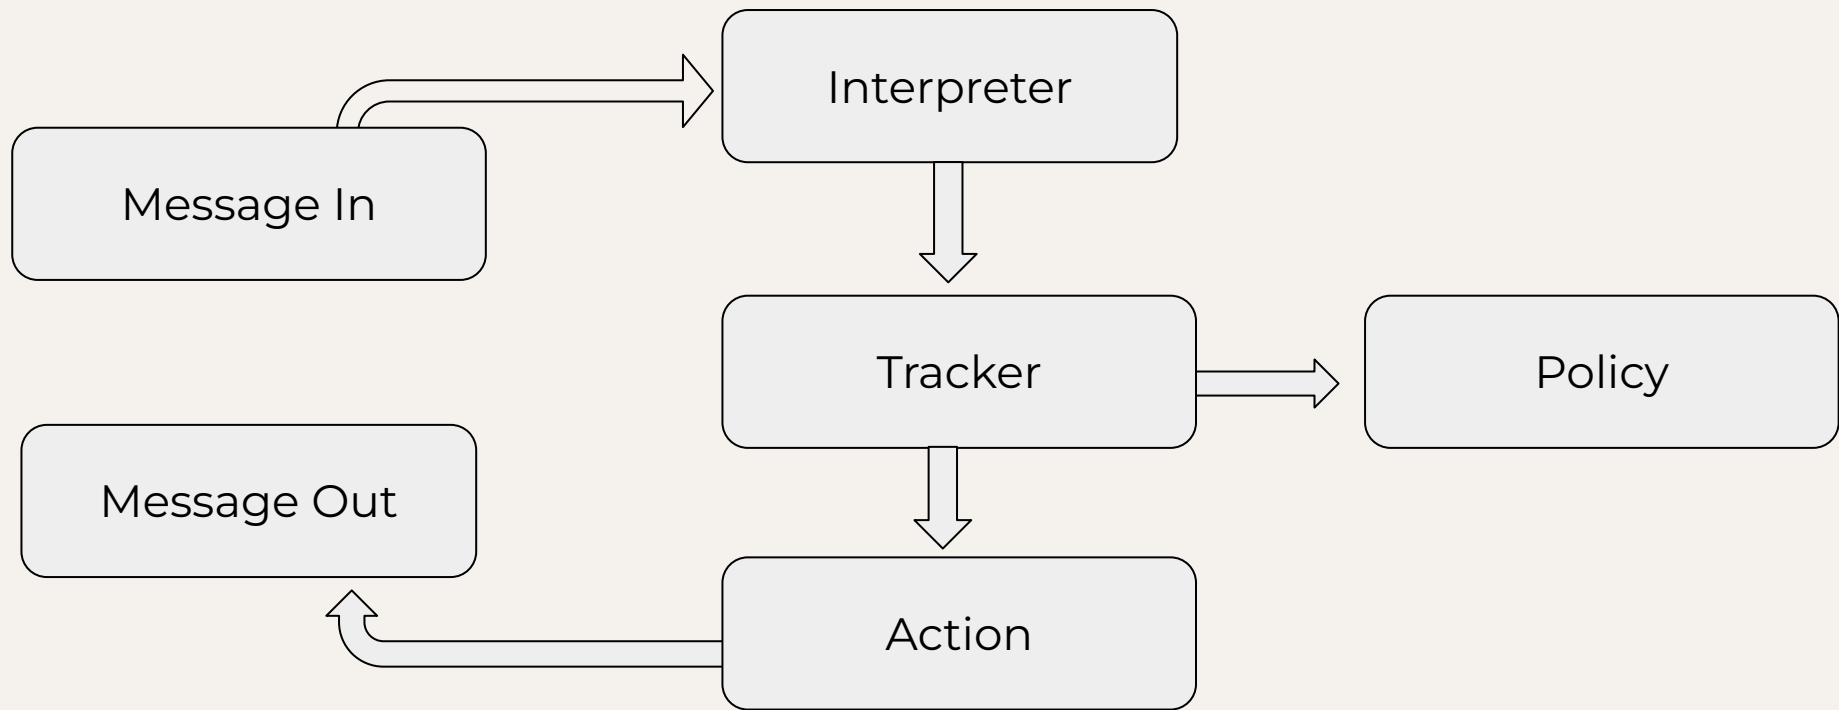 Interpreter
Message In
Tracker
Policy
Message Out
Action